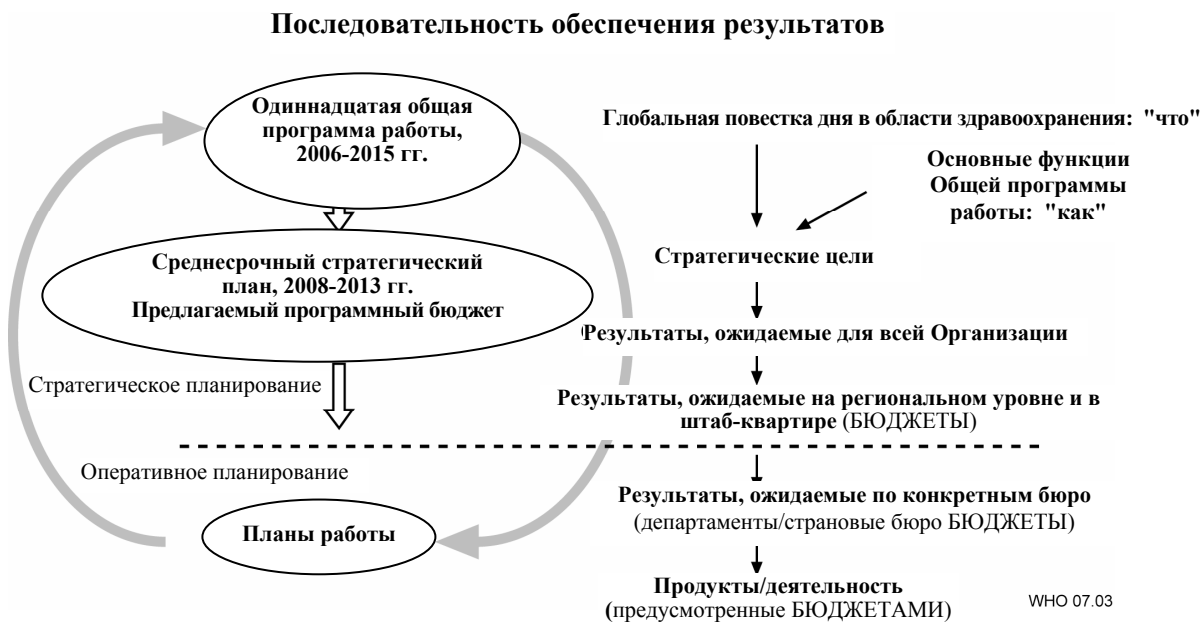 Последовательность обеспечения результатов
Одиннадцатая общая
программа работы,
2006-2015 гг.
Среднесрочный стратегический
план, 2008-2013 гг.
Предлагаемый программный бюджет
Стратегическое планирование
Оперативное планирование
Планы работы
Глобальная повестка дня в области здравоохранения: "что"
Основные функции
Общей программы
работы: "как"
Стратегические цели
Результаты, ожидаемые для всей Организации
Результаты, ожидаемые на региональном уровне и в
штаб-квартире (БЮДЖЕТЫ)
Результаты, ожидаемые по конкретным бюро
(департаменты/страновые бюро БЮДЖЕТЫ)
Продукты/деятельность
(предусмотренные БЮДЖЕТАМИ)
WHO 07.03